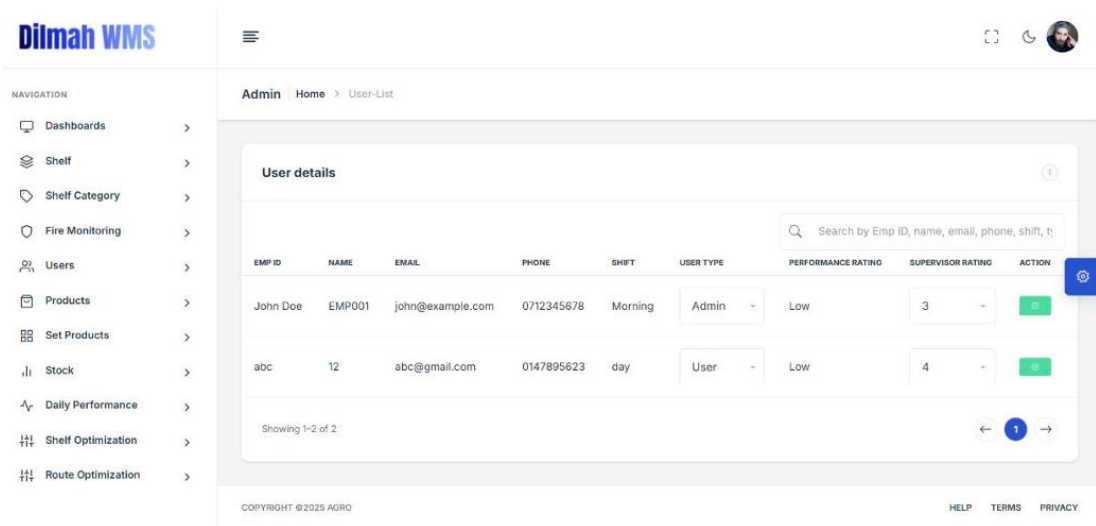 Dilmah WMS
NAVIGATION
Dashboards
Shelf
Shelf Category
Fire Monitoring
Users
Products
Set Products
Stock
Daily Performance
Shelf Optimization
Route Optimization
Admin Home > User-List
User details
Search by Emp ID, name, email, phone, shift, ty
EMP ID NAME EMAIL PHONE SHIFT USER TYPE PERFORMANCE RATING SUPERVISOR RATING ACTION
John Doe EMP001 john@example.com 0712345678 Morning Admin Low 3
abc 12 abc@gmail.com 0147895623 day User Low 4
Showing 1–2 of 2
← 1 →
COPYRIGHT ©2025 AGRO
HELP TERMS PRIVACY